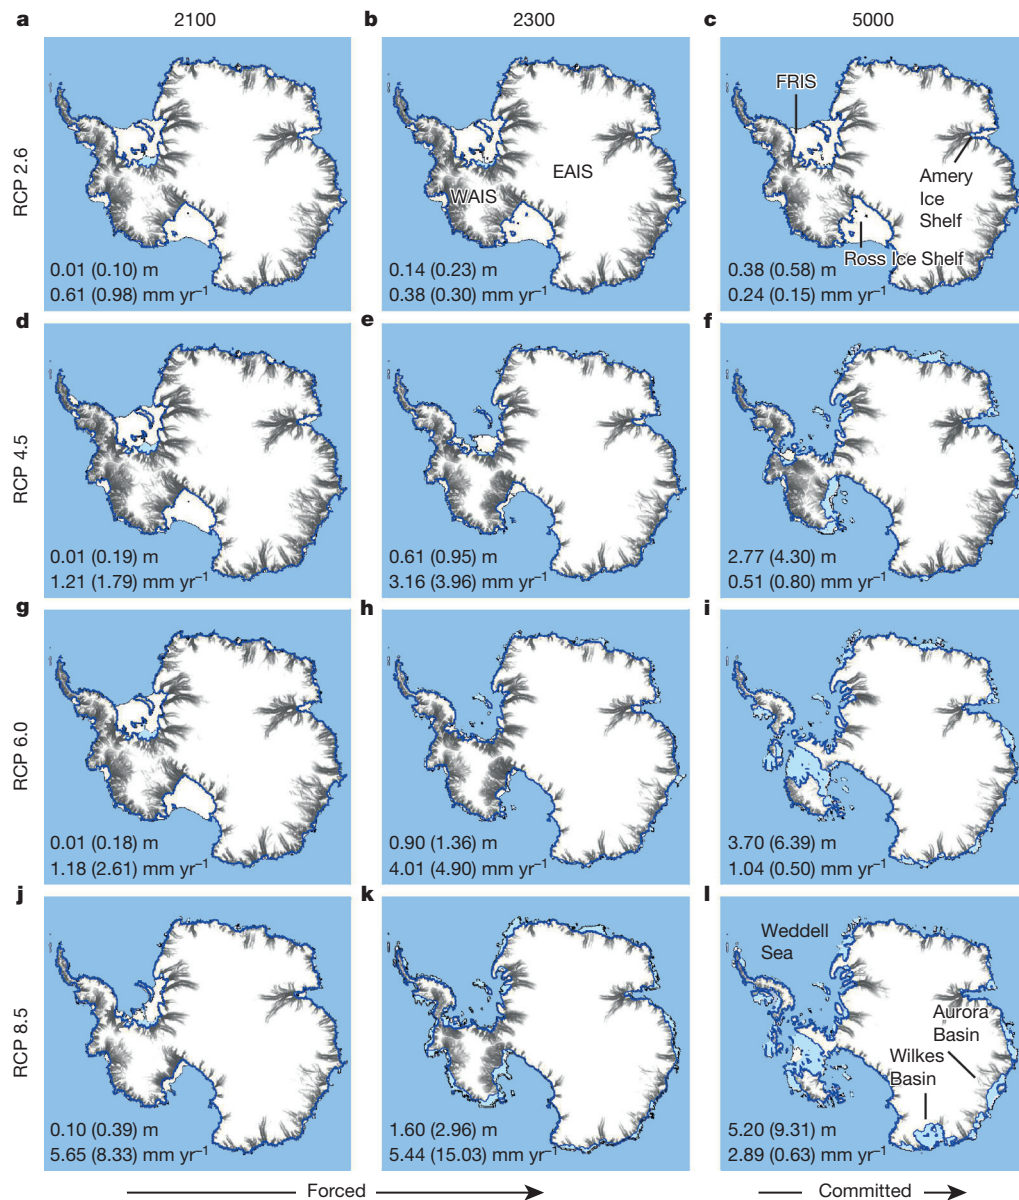 a 2100
b 2300
c 5000
RCP 2.6
0.01 (0.10) m
0.61 (0.98) mm yr⁻¹
WAIS
EAIS
0.14 (0.23) m
0.38 (0.30) mm yr⁻¹
FRIS
Amery
Ice
Shelf
Ross Ice Shelf
0.38 (0.58) m
0.24 (0.15) mm yr⁻¹
d
e
f
RCP 4.5
0.01 (0.19) m
1.21 (1.79) mm yr⁻¹
0.61 (0.95) m
3.16 (3.96) mm yr⁻¹
2.77 (4.30) m
0.51 (0.80) mm yr⁻¹
g
h
i
RCP 6.0
0.01 (0.18) m
1.18 (2.61) mm yr⁻¹
0.90 (1.36) m
4.01 (4.90) mm yr⁻¹
3.70 (6.39) m
1.04 (0.50) mm yr⁻¹
j
k
l
RCP 8.5
0.10 (0.39) m
5.65 (8.33) mm yr⁻¹
1.60 (2.96) m
5.44 (15.03) mm yr⁻¹
Weddell
Sea
Aurora
Basin
Wilkes
Basin
5.20 (9.31) m
2.89 (0.63) mm yr⁻¹
Forced
Committed